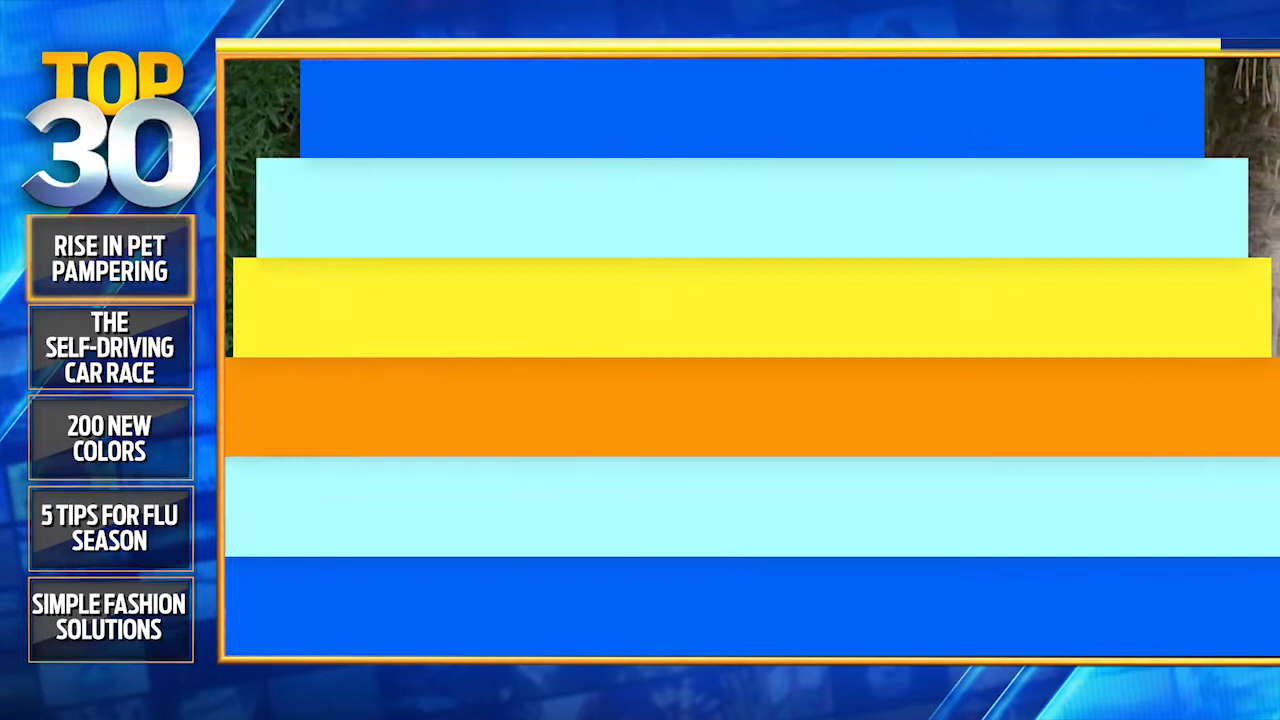 TOP
30
RISE IN PET
PAMPERING
THE
SELF-DRIVING
CAR RACE
200 NEW
COLORS
5 TIPS FOR FLU
SEASON
SIMPLE FASHION
SOLUTIONS